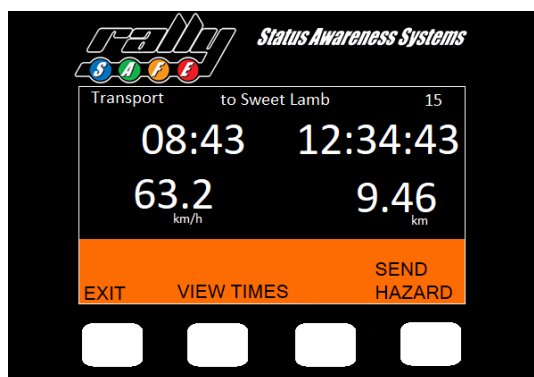 rally
Status Awareness Systems
SAFE
Transport to Sweet Lamb 15
08:43 12:34:43
63.2 9.46
km/h km
SEND
EXIT VIEW TIMES HAZARD